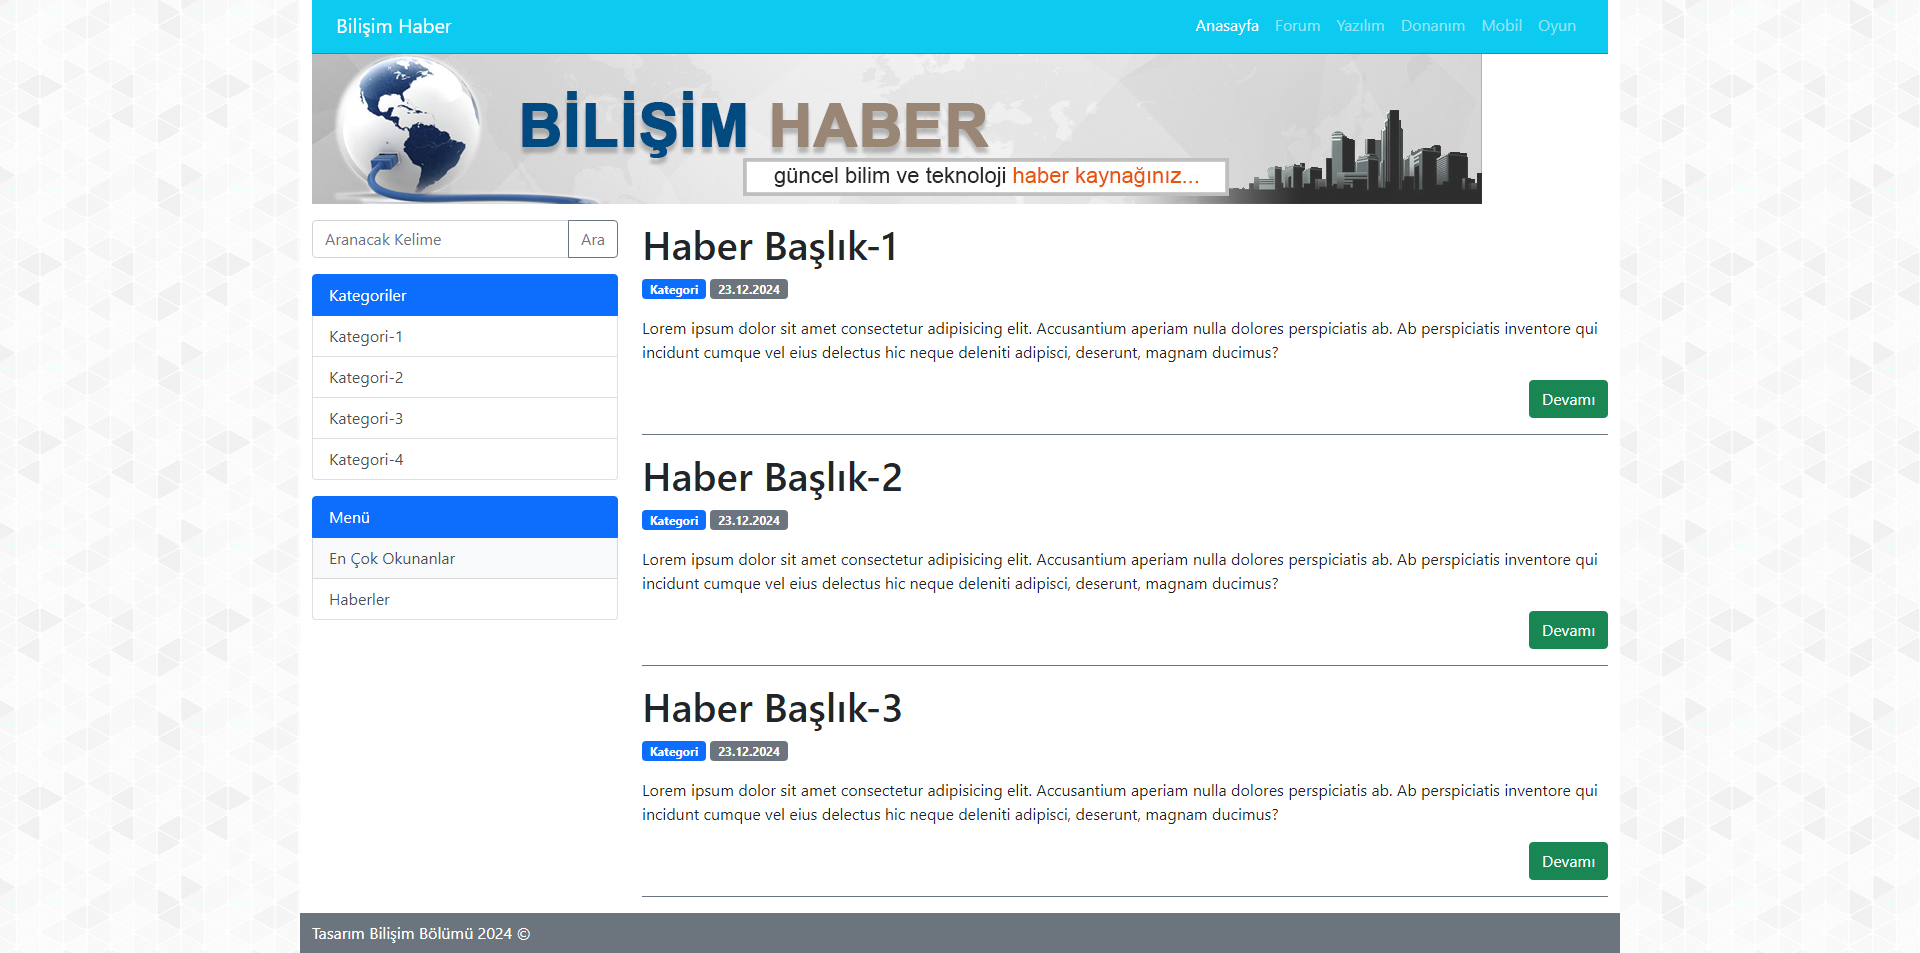 Bilişim Haber
Anasayfa Forum Yazılım Donanım Mobil Oyun
BİLİŞİM HABER
güncel bilim ve teknoloji haber kaynağınız...
Aranacak Kelime Ara
Kategoriler
Kategori-1
Kategori-2
Kategori-3
Kategori-4
Menü
En Çok Okunanlar
Haberler
Haber Başlık-1
Kategori 23.12.2024
Lorem ipsum dolor sit amet consectetur adipisicing elit. Accusantium aperiam nulla dolores perspiciatis ab. Ab perspiciatis inventore qui
incidunt cumque vel eius delectus hic neque deleniti adipisci, deserunt, magnam ducimus?
Devamı
Haber Başlık-2
Kategori 23.12.2024
Lorem ipsum dolor sit amet consectetur adipisicing elit. Accusantium aperiam nulla dolores perspiciatis ab. Ab perspiciatis inventore qui
incidunt cumque vel eius delectus hic neque deleniti adipisci, deserunt, magnam ducimus?
Devamı
Haber Başlık-3
Kategori 23.12.2024
Lorem ipsum dolor sit amet consectetur adipisicing elit. Accusantium aperiam nulla dolores perspiciatis ab. Ab perspiciatis inventore qui
incidunt cumque vel eius delectus hic neque deleniti adipisci, deserunt, magnam ducimus?
Devamı
Tasarım Bilişim Bölümü 2024 ©